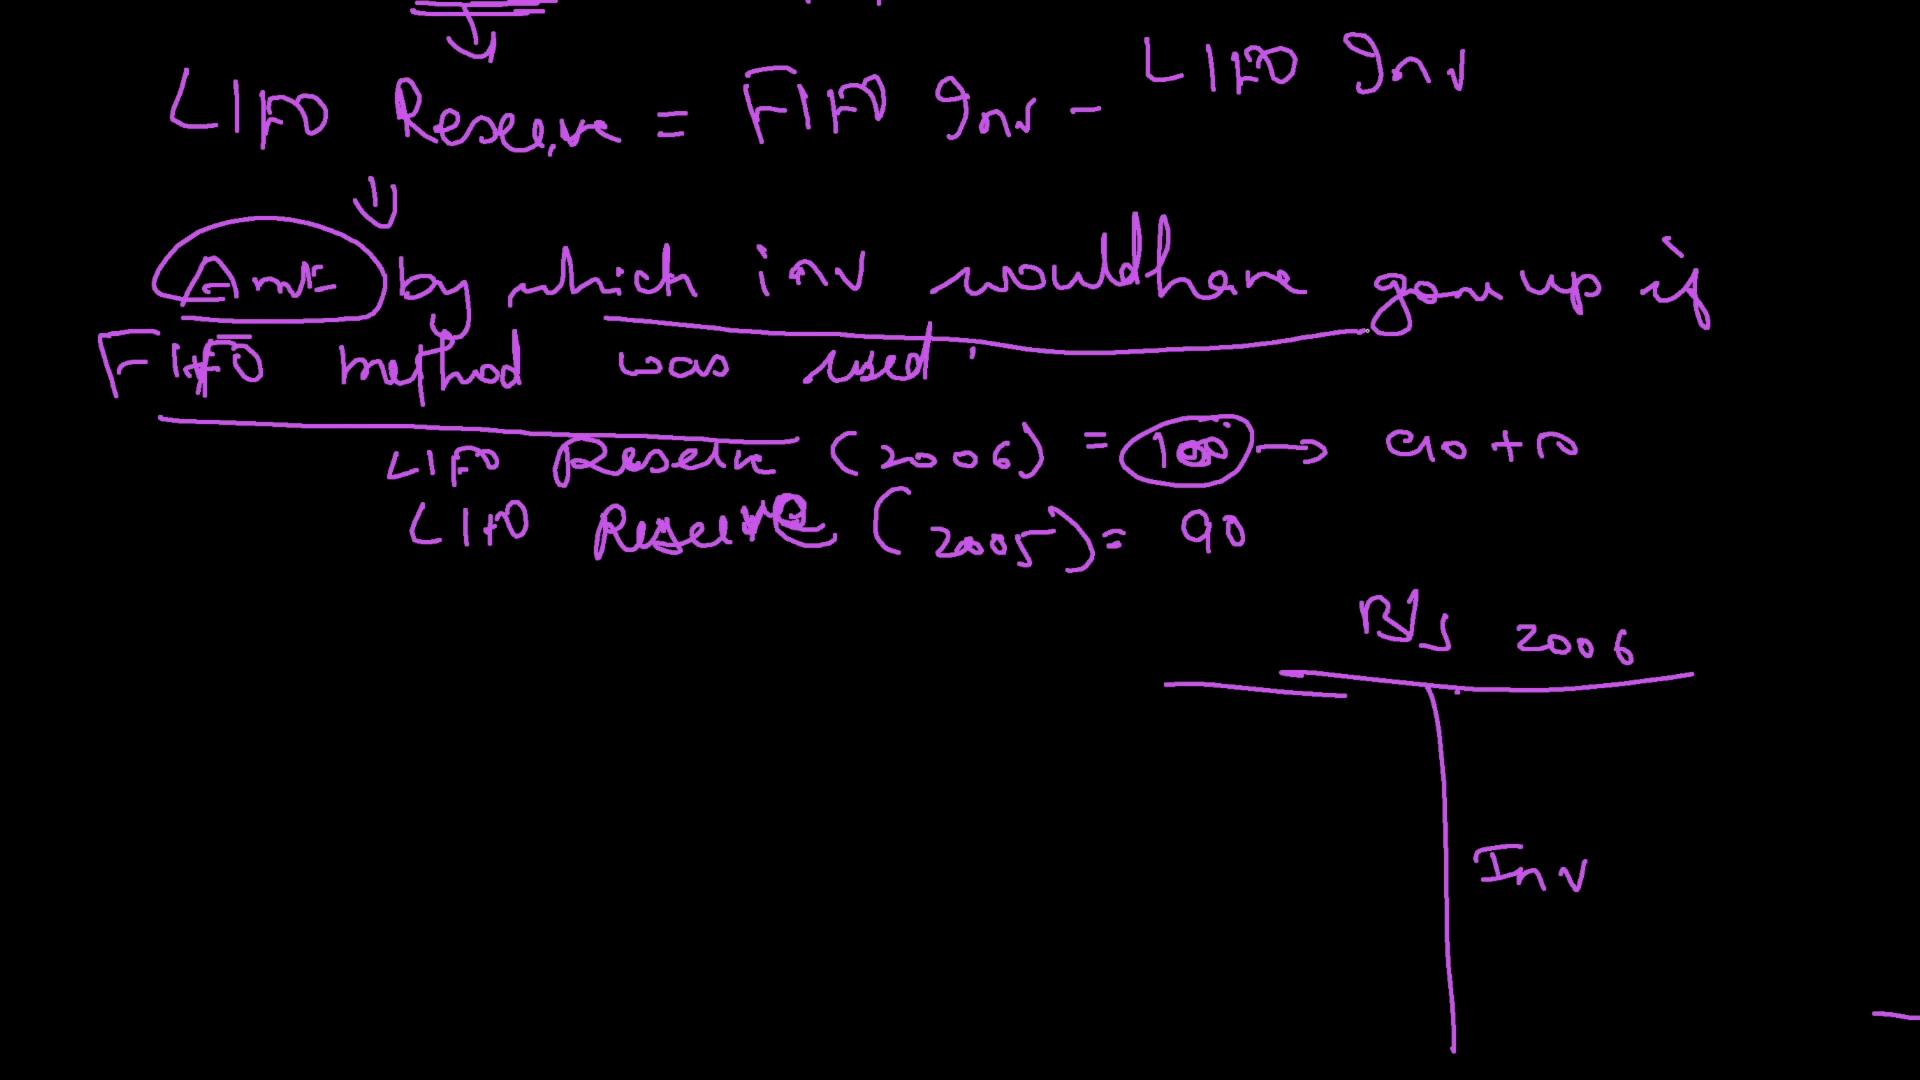 LIFO Reserve = FIFO Inv - LIFO Inv
Amt by which inv would have gone up if
FIFO method was used.
LIFO Reserve (2006) = 100 → 90 + 10
LIFO Reserve (2005) = 90
B/S 2006
Inv